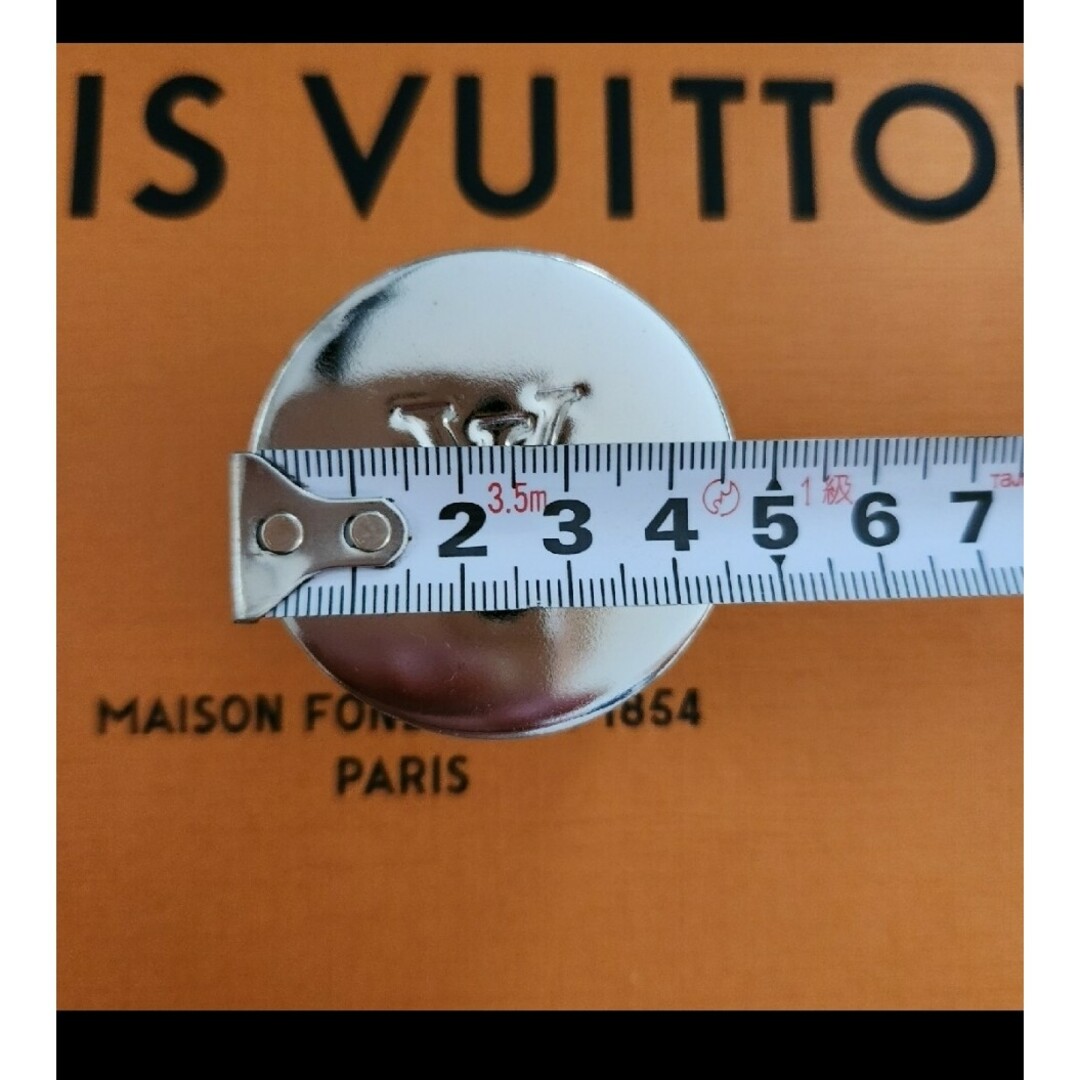 IS VUITTO
3.5m 1級
2 3 4 5 6 7
MAISON FON 1854
PARIS